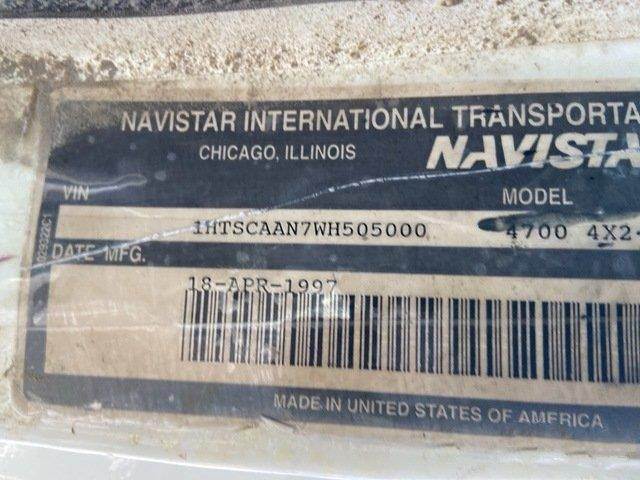 NAVISTAR INTERNATIONAL TRANSPORTA
CHICAGO, ILLINOIS
NAVISTA
VIN
MODEL
1HTSCAAN7WH505000
4700 4X2
DATE MFG.
18-APR-1997
MADE IN UNITED STATES OF AMERICA